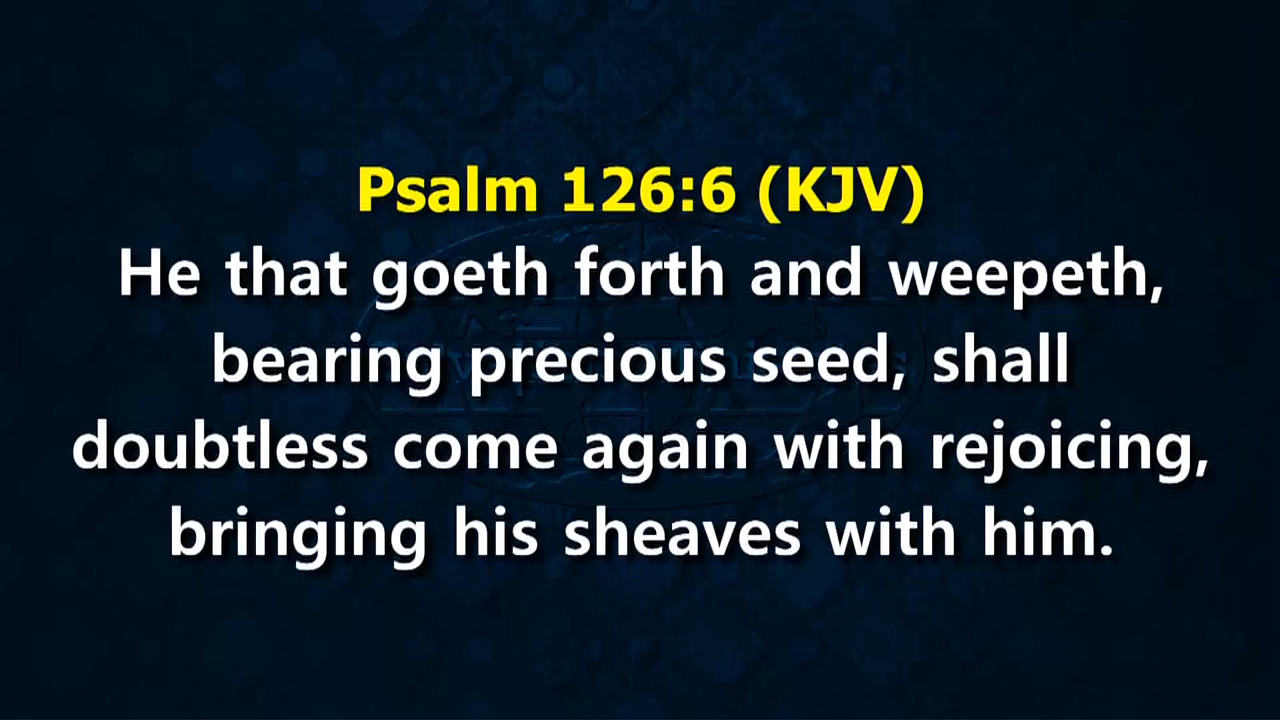 Psalm 126:6 (KJV)
He that goeth forth and weepeth,
bearing precious seed, shall
doubtless come again with rejoicing,
bringing his sheaves with him.